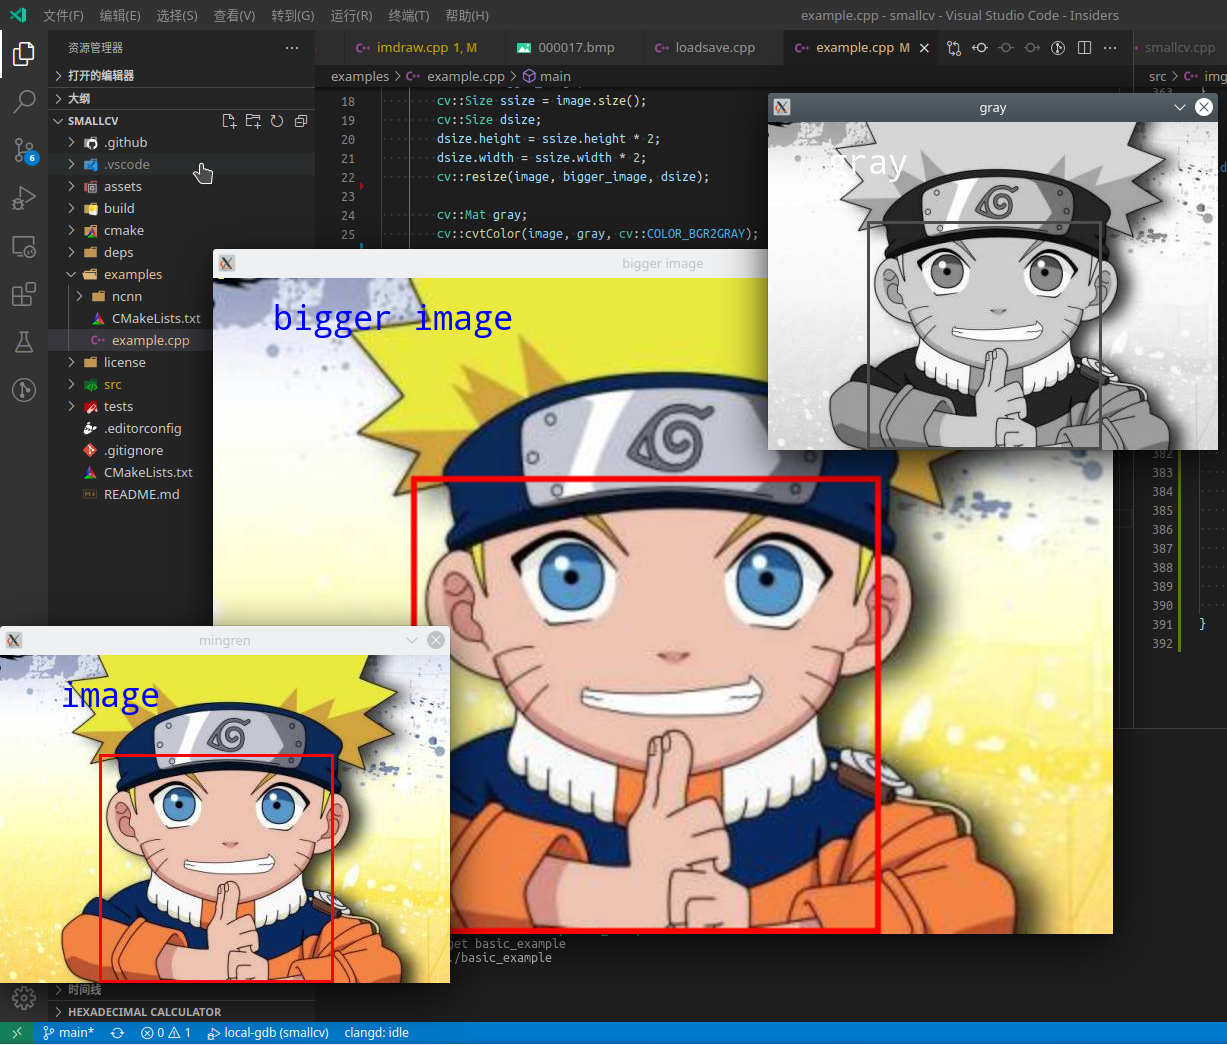 文件(F) 编辑(E) 选择(S) 查看(V) 转到(G) 运行(R) 终端(T) 帮助(H) example.cpp - smallcv - Visual Studio Code - Insiders
资源管理器
打开的编辑器
大纲
SMALLCV
.github
.vscode
assets
build
cmake
deps
examples
ncnn
CMakeLists.txt
example.cpp
license
src
tests
.editorconfig
.gitignore
CMakeLists.txt
README.md
时间线
HEXADECIMAL CALCULATOR
6
imdraw.cpp 1, M 000017.bmp loadsave.cpp example.cpp M smallcv.cpp
examples > example.cpp > main
src > img
18 cv::Size ssize = image.size();
19 cv::Size dsize;
20 dsize.height = ssize.height * 2;
21 dsize.width = ssize.width * 2;
22 cv::resize(image, bigger_image, dsize);
23
24 cv::Mat gray;
25 cv::cvtColor(image, gray, cv::COLOR_BGR2GRAY);
gray
gray
bigger image
bigger image
mingren
image
382
383
384
385
386
387
388
389
390
391 }
392
get basic_example
./basic_example
main* 0 1 local-gdb (smallcv) clangd: idle